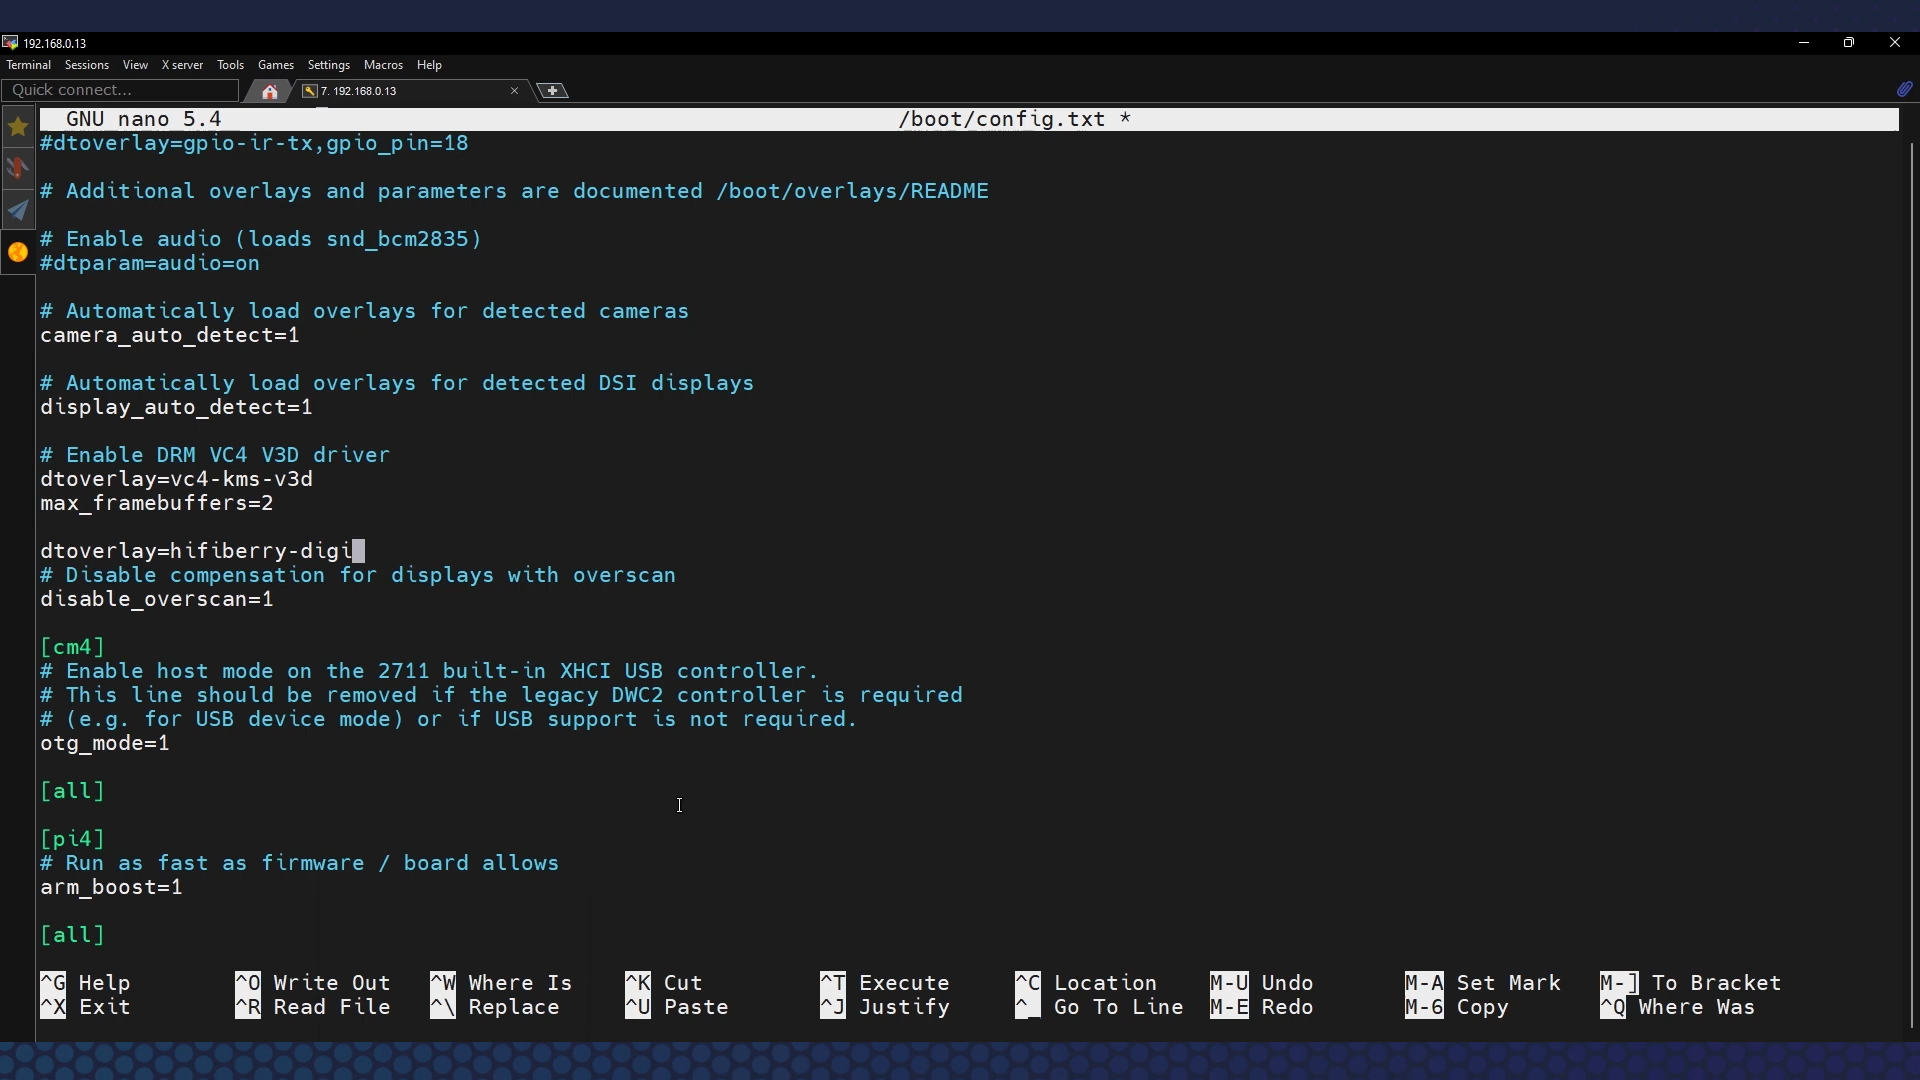 192.168.0.13
Terminal Sessions View X server Tools Games Settings Macros Help
Quick connect... 7. 192.168.0.13
GNU nano 5.4 /boot/config.txt *
#dtoverlay=gpio-ir-tx,gpio_pin=18
# Additional overlays and parameters are documented /boot/overlays/README
# Enable audio (loads snd_bcm2835)
#dtparam=audio=on
# Automatically load overlays for detected cameras
camera_auto_detect=1
# Automatically load overlays for detected DSI displays
display_auto_detect=1
# Enable DRM VC4 V3D driver
dtoverlay=vc4-kms-v3d
max_framebuffers=2
dtoverlay=hifiberry-digi
# Disable compensation for displays with overscan
disable_overscan=1
[cm4]
# Enable host mode on the 2711 built-in XHCI USB controller.
# This line should be removed if the legacy DWC2 controller is required
# (e.g. for USB device mode) or if USB support is not required.
otg_mode=1
[all]
[pi4]
# Run as fast as firmware / board allows
arm_boost=1
[all]
^G Help ^O Write Out ^W Where Is ^K Cut ^T Execute ^C Location M-U Undo M-A Set Mark M-] To Bracket
^X Exit ^R Read File ^\ Replace ^U Paste ^J Justify ^_ Go To Line M-E Redo M-6 Copy ^Q Where Was